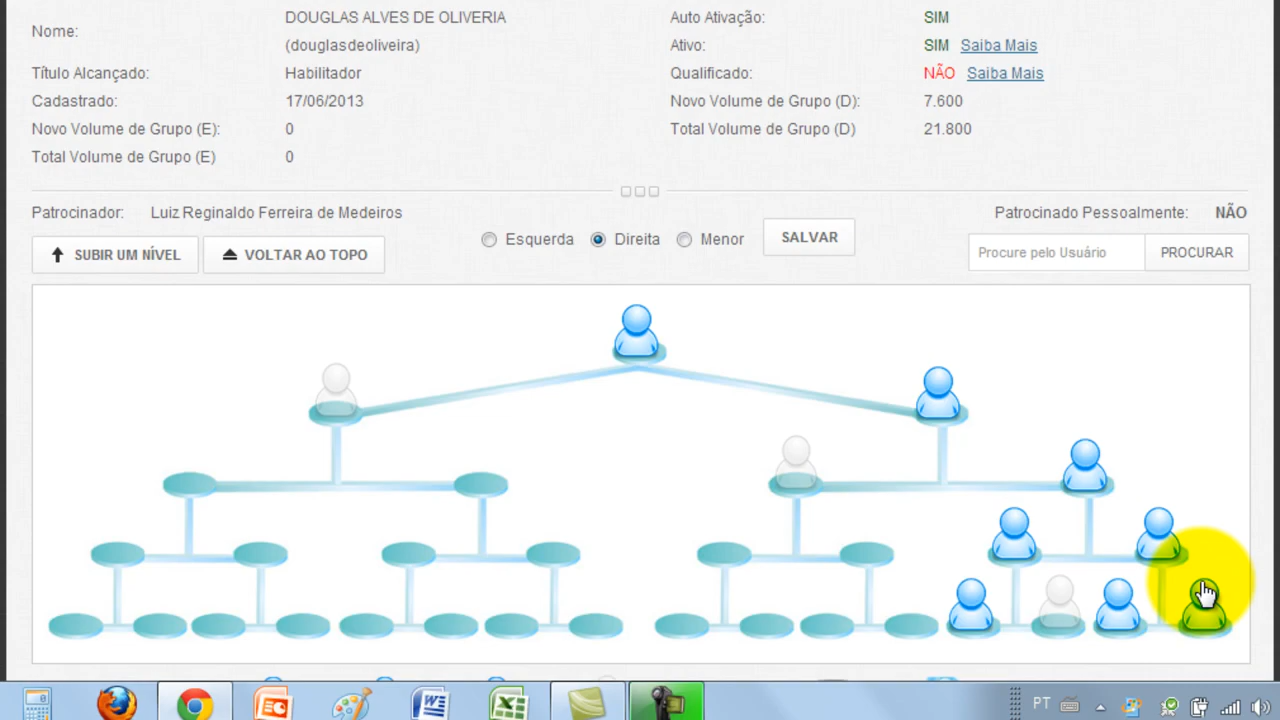 Nome: DOUGLAS ALVES DE OLIVERIA
(douglasdeoliveira)
Título Alcançado: Habilitador
Cadastrado: 17/06/2013
Novo Volume de Grupo (E): 0
Total Volume de Grupo (E) 0
Auto Ativação: SIM
Ativo: SIM Saiba Mais
Qualificado: NÃO Saiba Mais
Novo Volume de Grupo (D): 7.600
Total Volume de Grupo (D) 21.800
Patrocinador: Luiz Reginaldo Ferreira de Medeiros
Patrocinado Pessoalmente: NÃO
SUBIR UM NÍVEL VOLTAR AO TOPO
Esquerda Direita Menor SALVAR
Procure pelo Usuário PROCURAR
PT